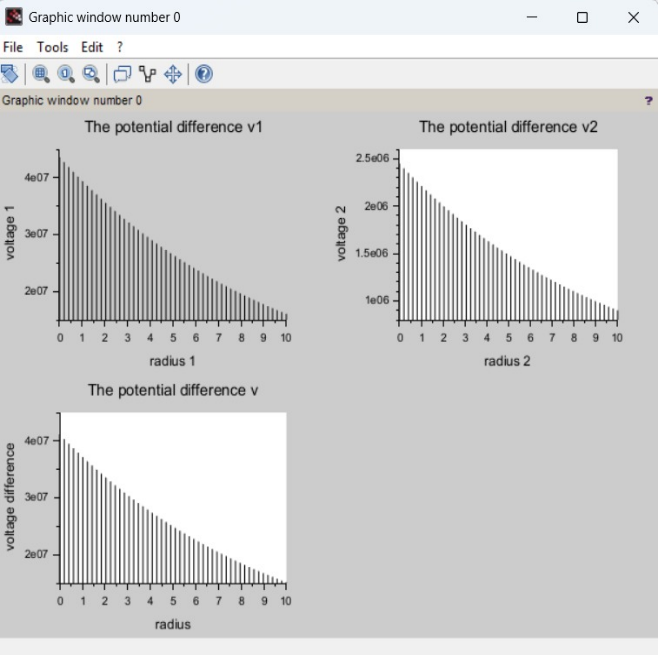 Graphic window number 0
File Tools Edit ?
Graphic window number 0 ?
The potential difference v1
4e07
3e07
2e07
voltage 1
0 1 2 3 4 5 6 7 8 9 10
radius 1
The potential difference v2
2.5e06
2e06
1.5e06
1e06
voltage 2
0 1 2 3 4 5 6 7 8 9 10
radius 2
The potential difference v
4e07
3e07
2e07
voltage difference
0 1 2 3 4 5 6 7 8 9 10
radius